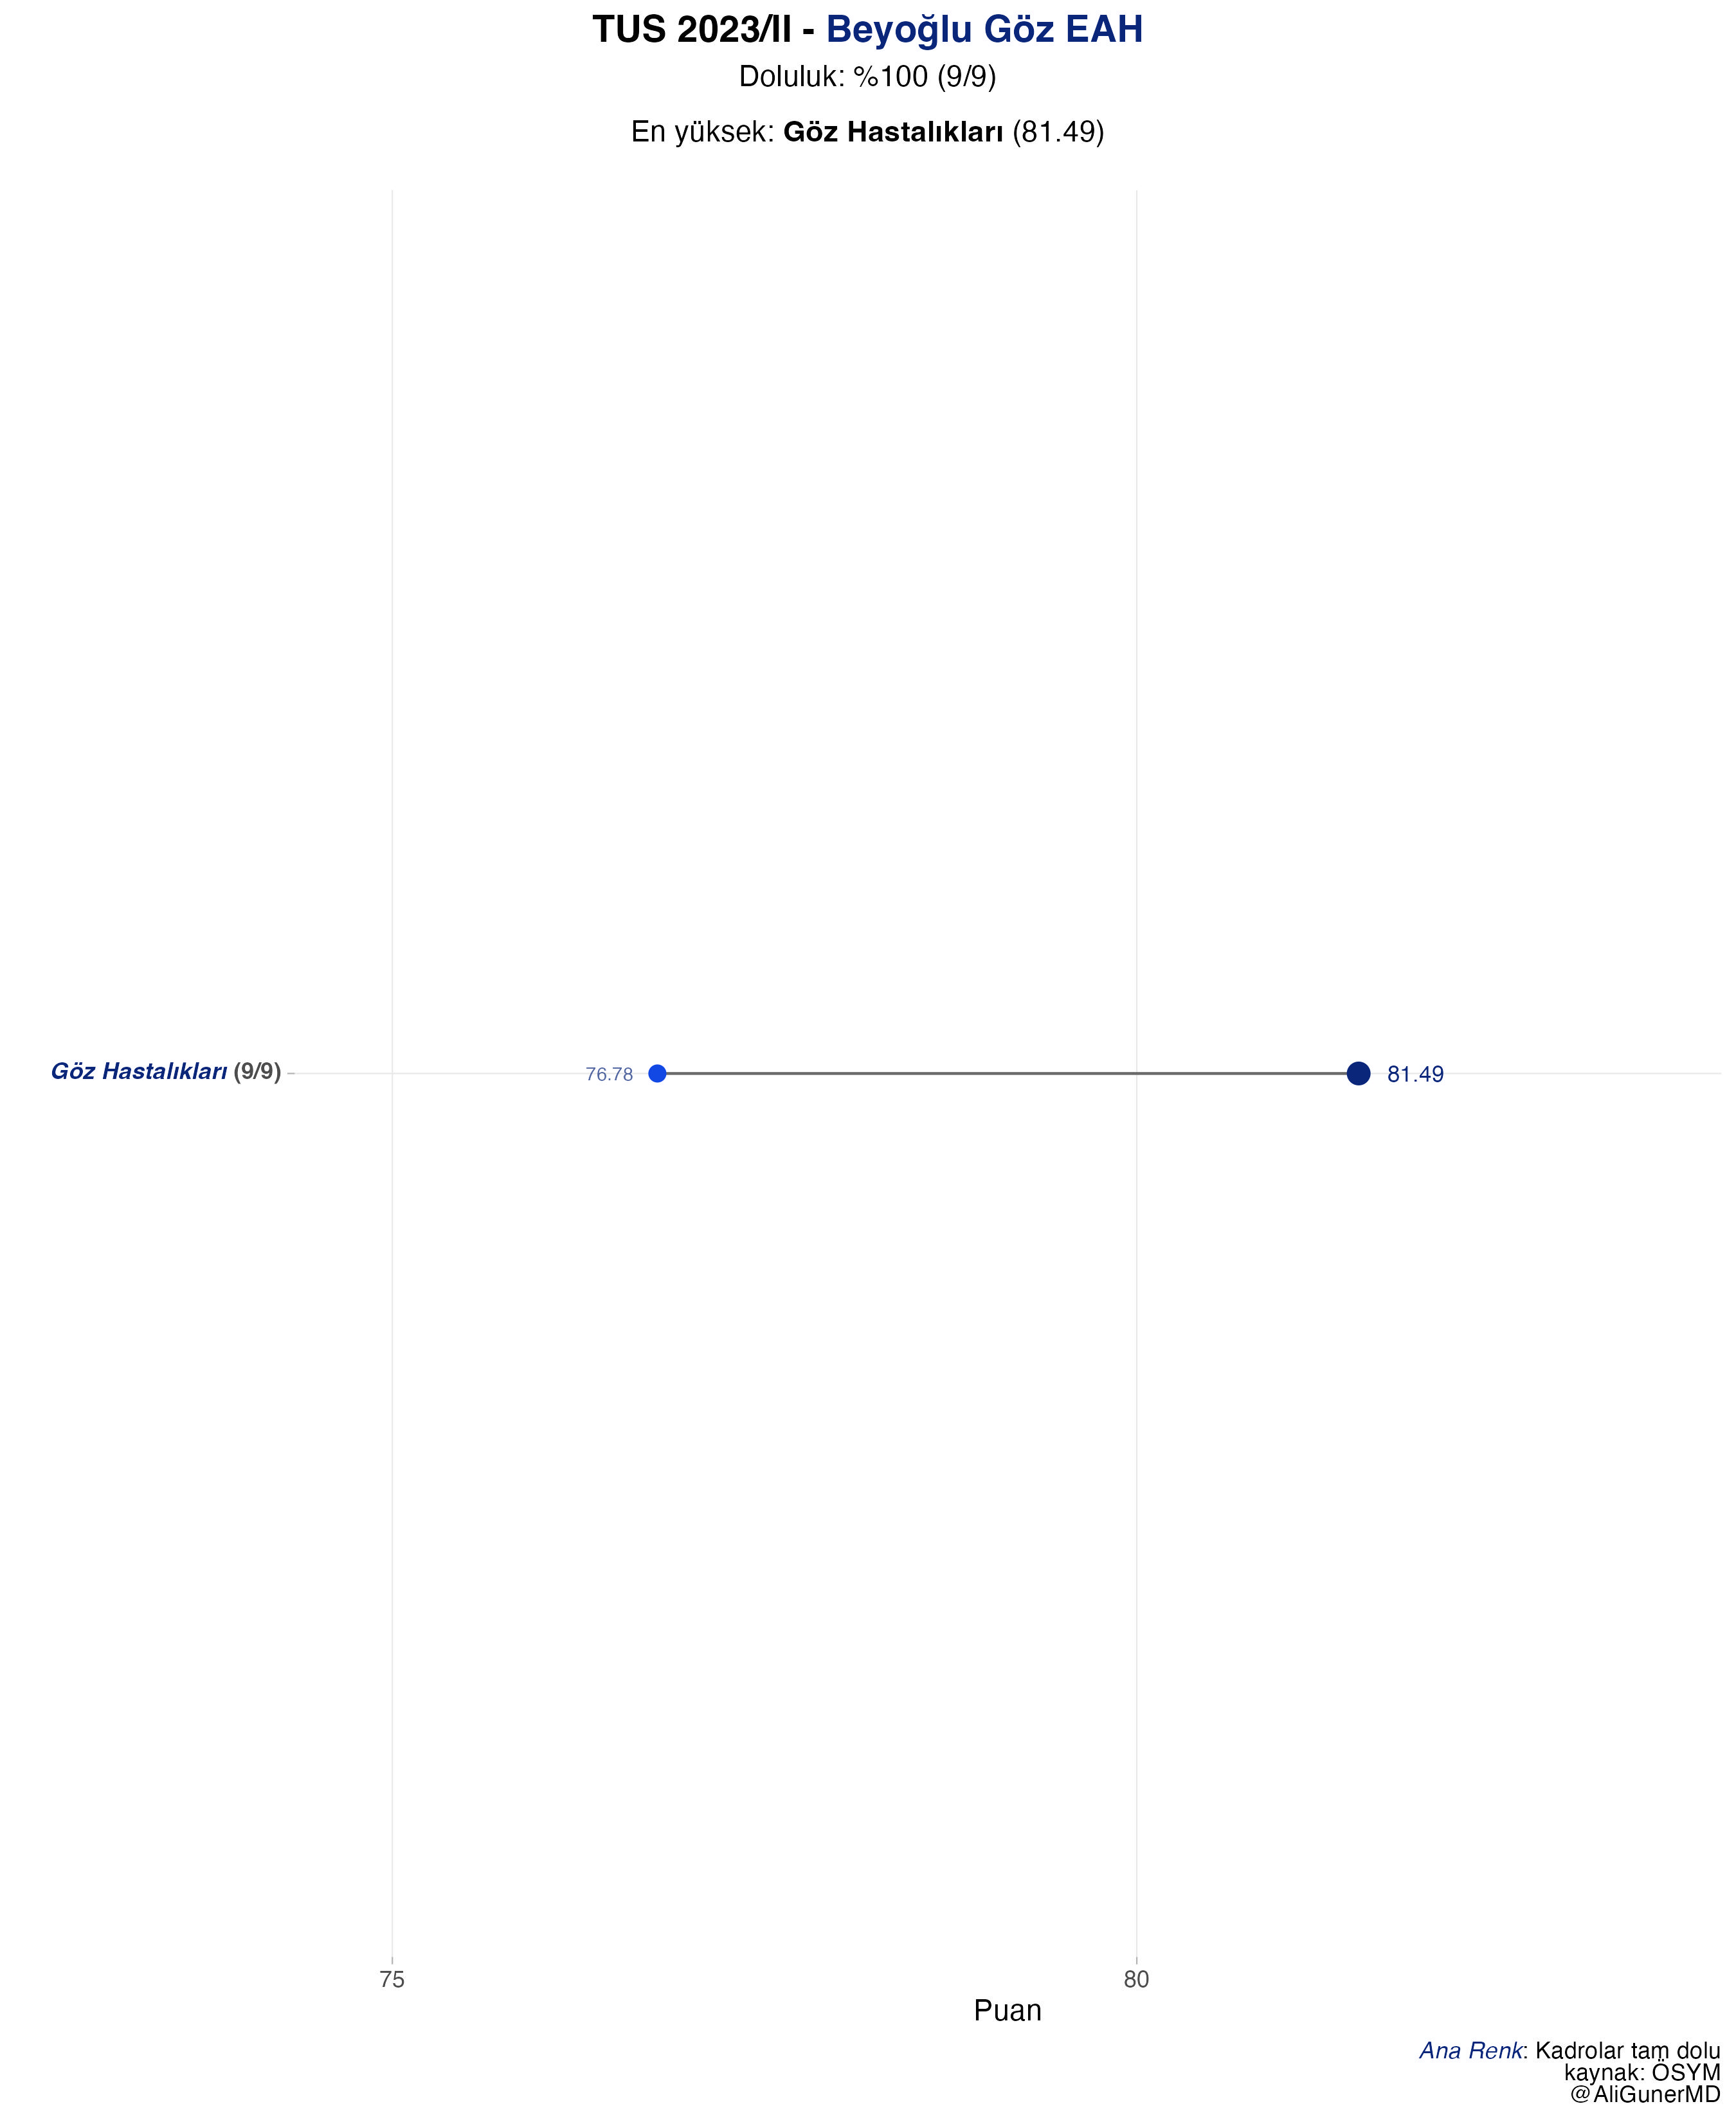 TUS 2023/II - Beyoğlu Göz EAH
Doluluk: %100 (9/9)
En yüksek: Göz Hastalıkları (81.49)
Göz Hastalıkları (9/9)
76.78
81.49
75
80
Puan
Ana Renk: Kadrolar tam dolu
kaynak: ÖSYM
@AliGunerMD